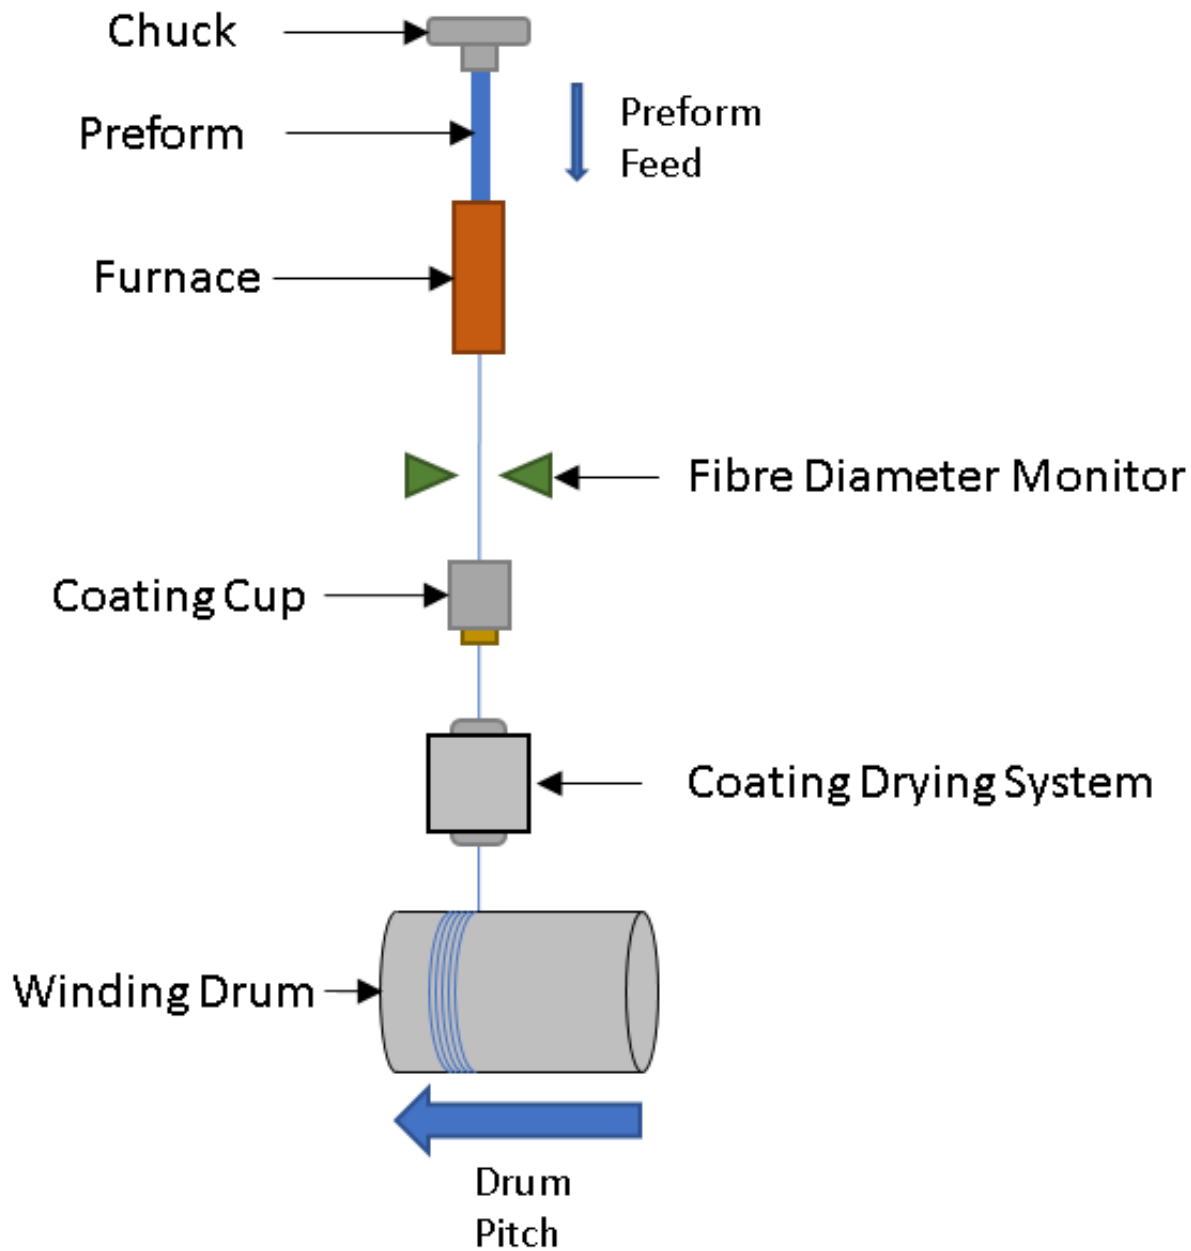 Chuck
Preform
Preform
Feed
Furnace
Fibre Diameter Monitor
Coating Cup
Coating Drying System
Winding Drum
Drum
Pitch